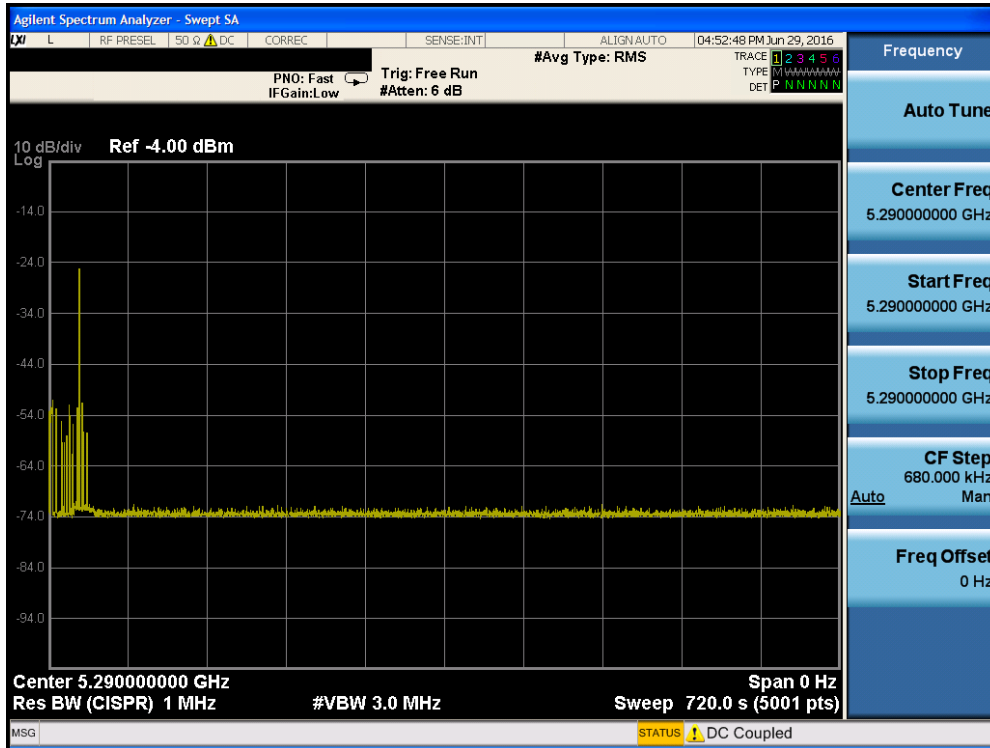 Agilent Spectrum Analyzer - Swept SA
LXI L RF PRESEL 50 Ω DC CORREC SENSE:INT ALIGN AUTO 04:52:48 PM Jun 29, 2016
Frequency
#Avg Type: RMS
TRACE 1 2 3 4 5 6
PNO: Fast Trig: Free Run
TYPE M WWWWW
IFGain:Low #Atten: 6 dB
DET P N N N N N
Auto Tune
10 dB/div Ref -4.00 dBm
Log
-14.0
-24.0
-34.0
-44.0
-54.0
-64.0
-74.0
-84.0
-94.0
Center Freq
5.290000000 GHz
Start Freq
5.290000000 GHz
Stop Freq
5.290000000 GHz
CF Step
680.000 kHz
Auto Man
Freq Offset
0 Hz
Center 5.290000000 GHz Span 0 Hz
Res BW (CISPR) 1 MHz #VBW 3.0 MHz Sweep 720.0 s (5001 pts)
MSG STATUS DC Coupled